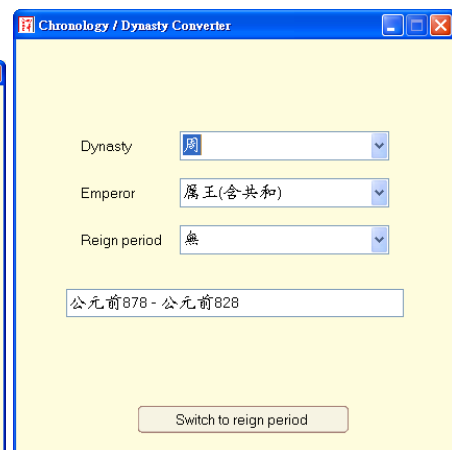 Chronology / Dynasty Converter
Dynasty 周
Emperor 厲王(含共和)
Reign period 無
公元前878 - 公元前828
Switch to reign period